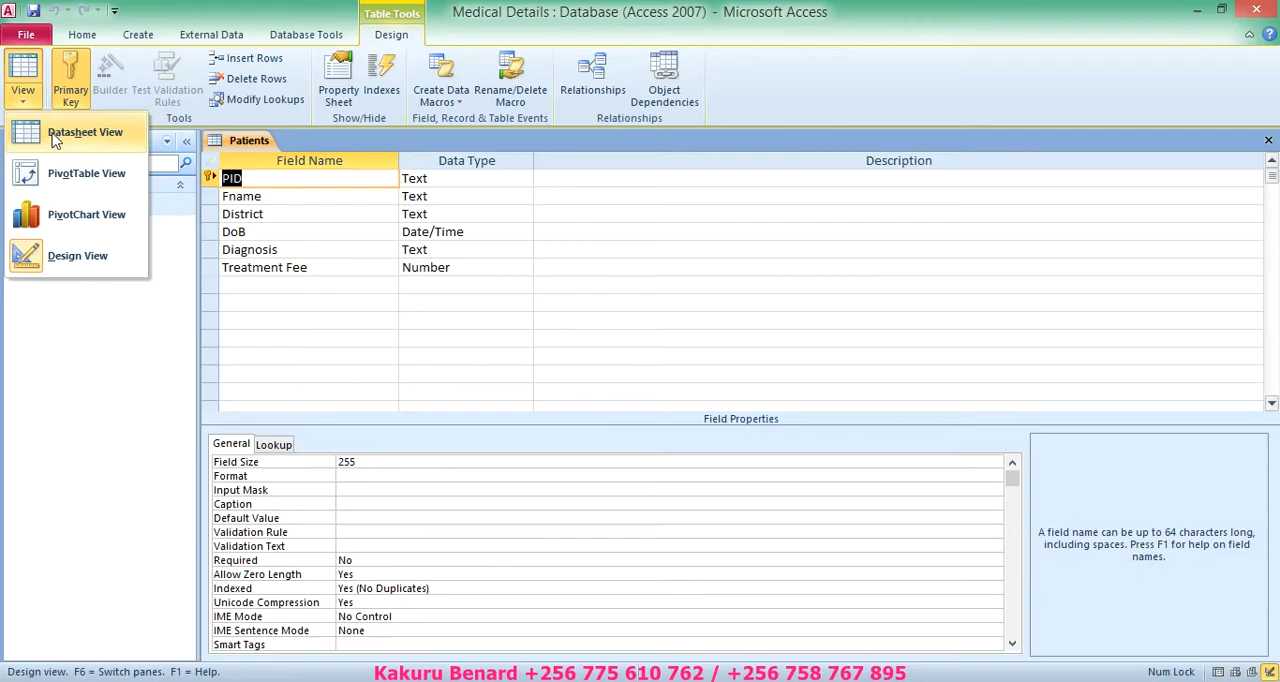 Table Tools
Medical Details : Database (Access 2007) - Microsoft Access
File
Home
Create
External Data
Database Tools
Design
View
Primary Key
Builder
Test Validation Rules
Insert Rows
Delete Rows
Modify Lookups
Property Sheet
Indexes
Create Data Macros
Rename/Delete Macro
Relationships
Object Dependencies
Tools
Show/Hide
Field, Record & Table Events
Relationships
Datasheet View
PivotTable View
PivotChart View
Design View
Patients
Field Name Data Type Description
PID Text
Fname Text
District Text
DoB Date/Time
Diagnosis Text
Treatment Fee Number
Field Properties
General Lookup
Field Size 255
Format
Input Mask
Caption
Default Value
Validation Rule
Validation Text
Required No
Allow Zero Length Yes
Indexed Yes (No Duplicates)
Unicode Compression Yes
IME Mode No Control
IME Sentence Mode None
Smart Tags
A field name can be up to 64 characters long,
including spaces. Press F1 for help on field
names.
Design view. F6 = Switch panes. F1 = Help.
Kakuru Benard +256 775 610 762 / +256 758 767 895
Num Lock